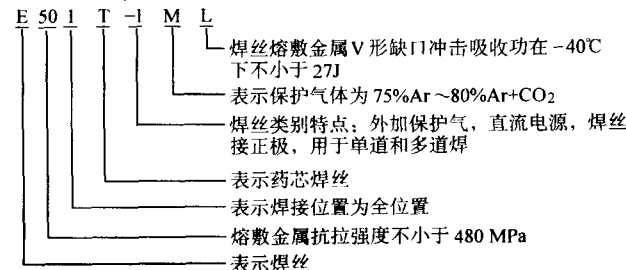 E 50 1 T -1 M L
焊丝熔敷金属V形缺口冲击吸收功在-40℃
下不小于27J
表示保护气体为75%Ar~80%Ar+CO2
焊丝类别特点：外加保护气，直流电源，焊丝
接正极，用于单道和多道焊
表示药芯焊丝
表示焊接位置为全位置
熔敷金属抗拉强度不小于480 MPa
表示焊丝